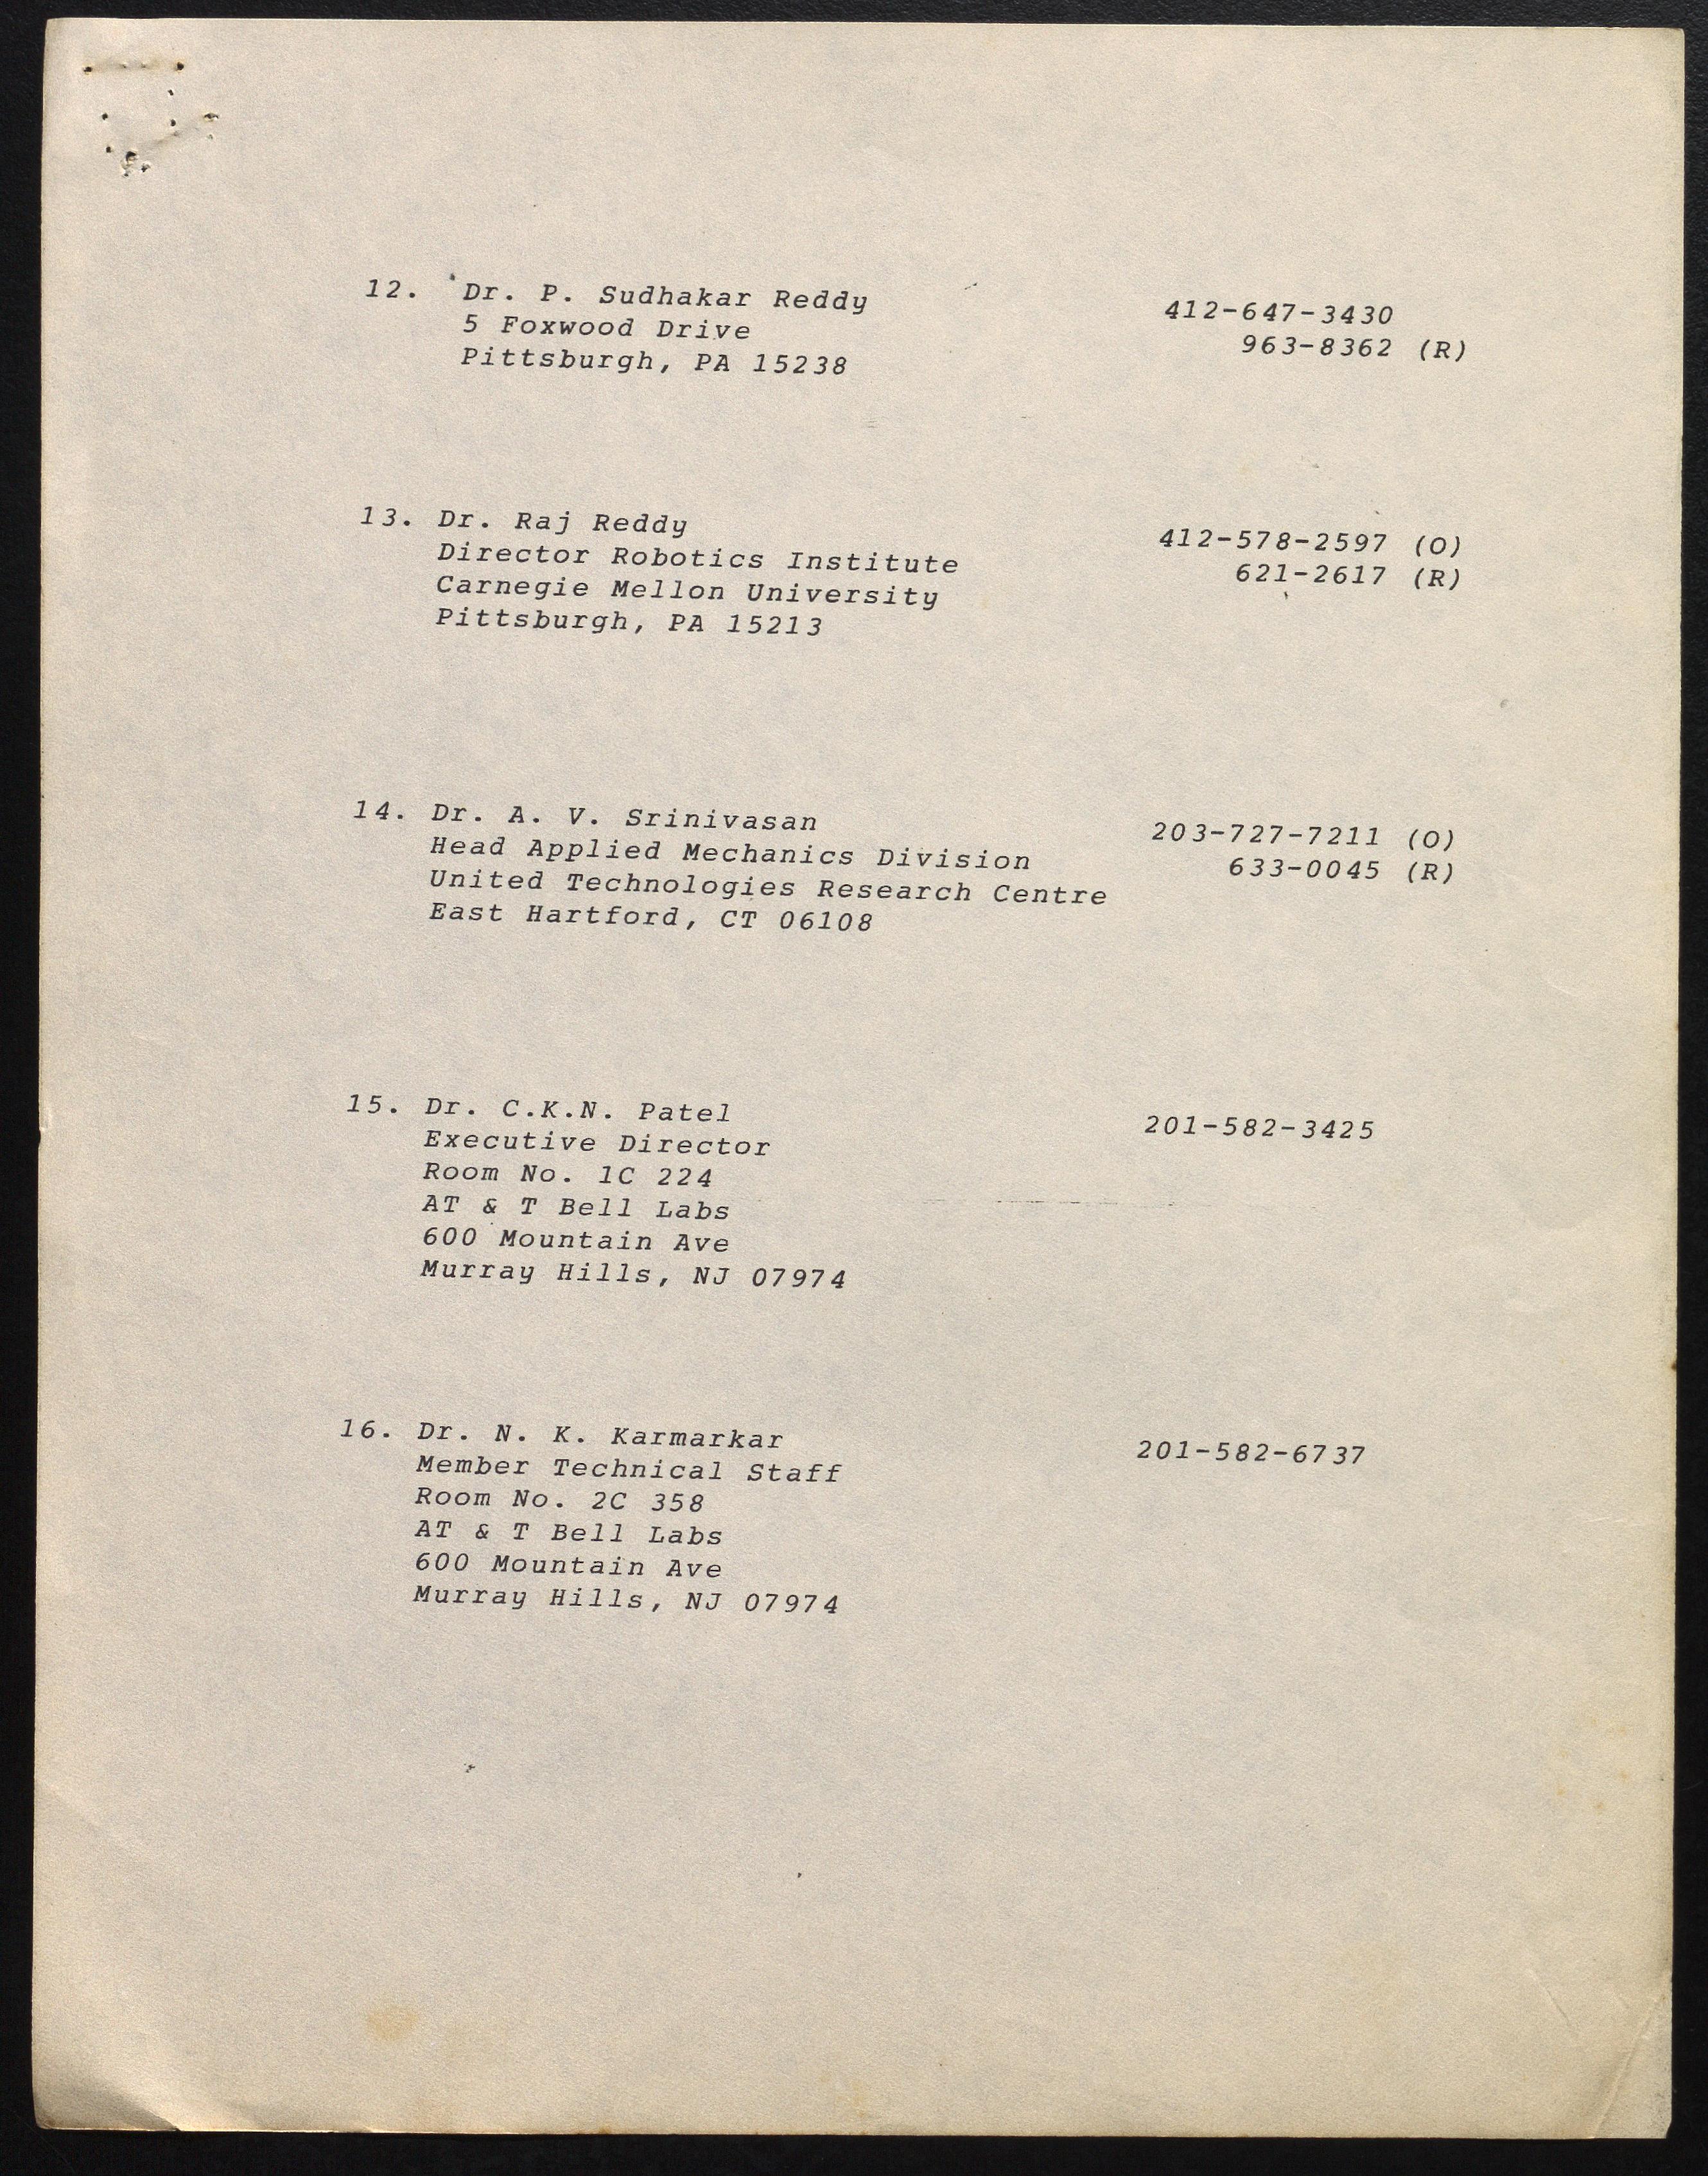 12. Dr. P. Sudhakar Reddy 412-647-3430
5 Foxwood Drive 963-8362 (R)
Pittsburgh, PA 15238
13. Dr. Raj Reddy 412-578-2597 (O)
Director Robotics Institute 621-2617 (R)
Carnegie Mellon University
Pittsburgh, PA 15213
14. Dr. A. V. Srinivasan 203-727-7211 (O)
Head Applied Mechanics Division 633-0045 (R)
United Technologies Research Centre
East Hartford, CT 06108
15. Dr. C.K.N. Patel 201-582-3425
Executive Director
Room No. 1C 224
AT & T Bell Labs
600 Mountain Ave
Murray Hills, NJ 07974
16. Dr. N. K. Karmarkar 201-582-6737
Member Technical Staff
Room No. 2C 358
AT & T Bell Labs
600 Mountain Ave
Murray Hills, NJ 07974